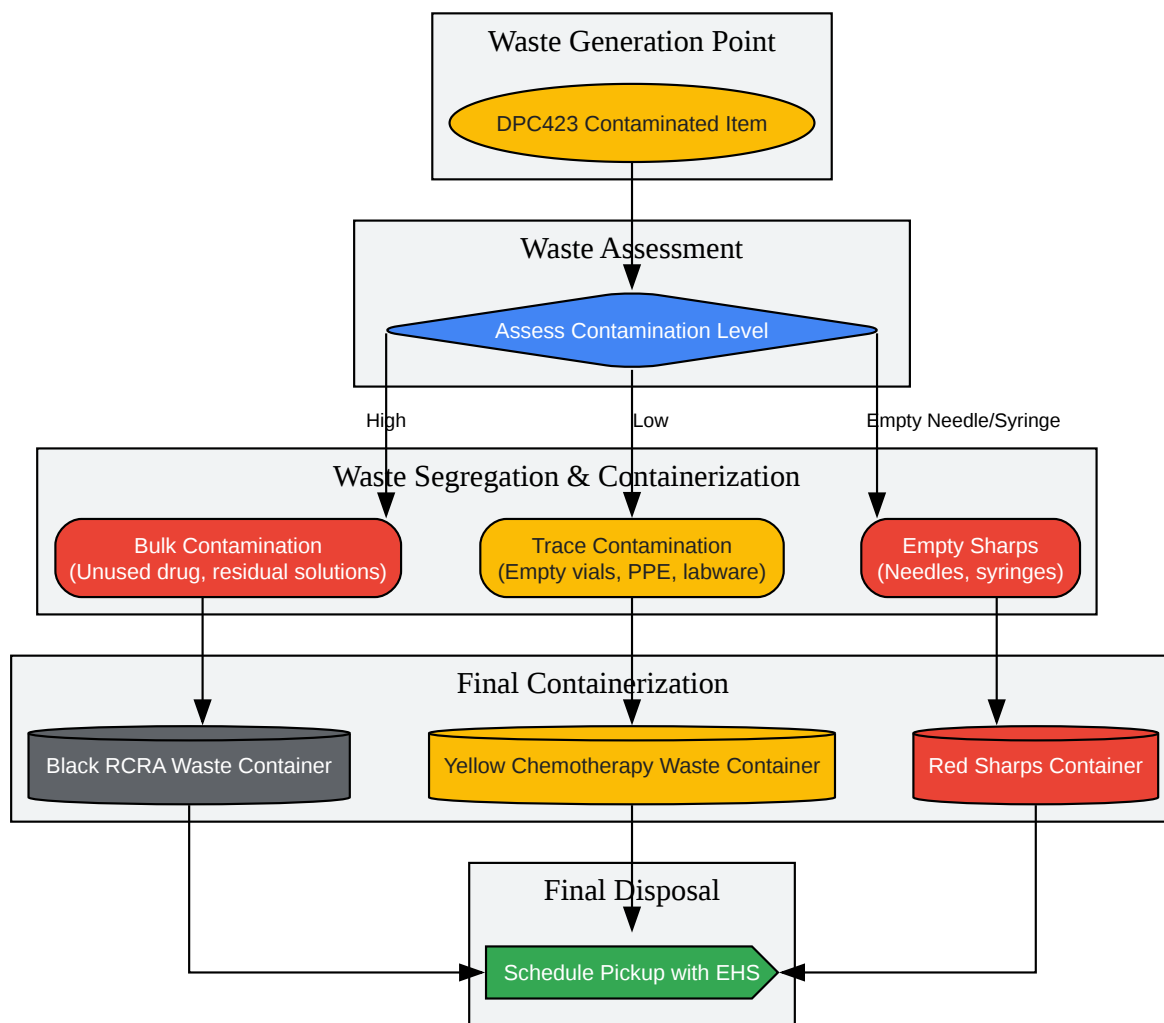 Waste Generation Point
DPC423 Contaminated Item
Waste Assessment
Assess Contamination Level
High
Low
Empty Needle/Syringe
Waste Segregation & Containerization
Bulk Contamination
(Unused drug, residual solutions)
Trace Contamination
(Empty vials, PPE, labware)
Empty Sharps
(Needles, syringes)
Final Containerization
Black RCRA Waste Container
Yellow Chemotherapy Waste Container
Red Sharps Container
Final Disposal
Schedule Pickup with EHS